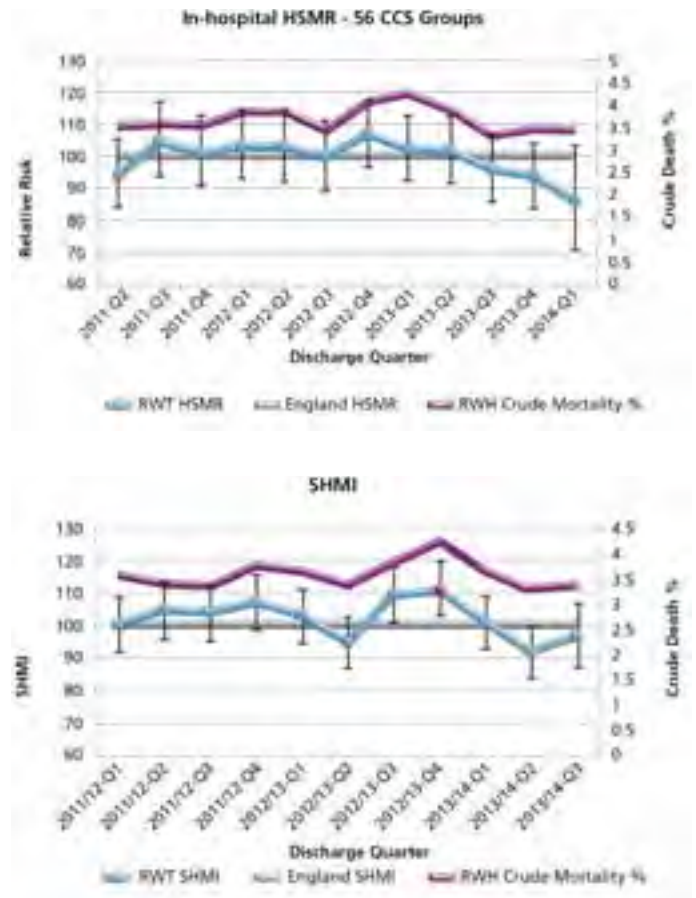 In-hospital HSMR - 56 CCS Groups
130
120
110
100
90
80
70
60
Relative Risk
5
4.5
4
3.5
3
2.5
2
1.5
1
0.5
0
Crude Death %
2011-Q2
2011-Q3
2011-Q4
2012-Q1
2012-Q2
2012-Q3
2012-Q4
2013-Q1
2013-Q2
2013-Q3
2013-Q4
2014-Q1
Discharge Quarter
RWT HSMR England HSMR RWH Crude Mortality %
SHMI
130
120
110
100
90
80
70
60
SHMI
4.5
4
3.5
3
2.5
2
1.5
1
0.5
0
Crude Death %
2011/12-Q1
2011/12-Q2
2011/12-Q3
2011/12-Q4
2012/13-Q1
2012/13-Q2
2012/13-Q3
2012/13-Q4
2013/14-Q1
2013/14-Q2
2013/14-Q3
Discharge Quarter
RWT SHMI England SHMI RWH Crude Mortality %